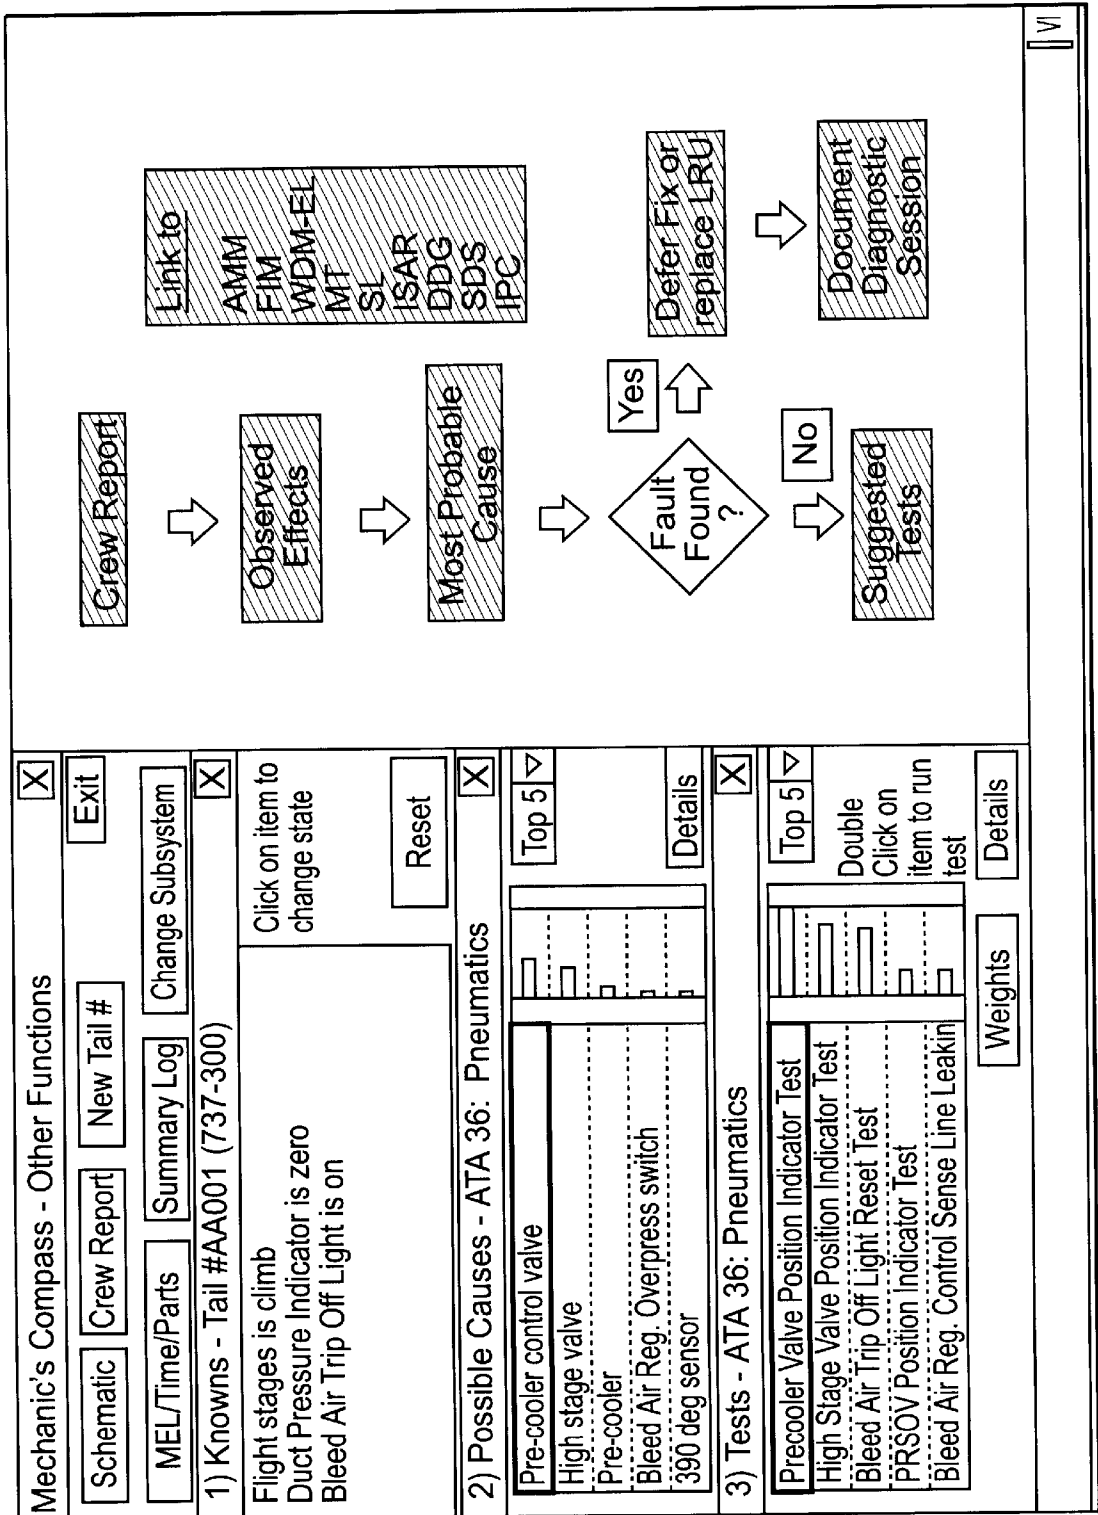 Mechanic's Compass - Other Functions
X
Schematic
Crew Report
New Tail #
Exit
MEL/Time/Parts
Summary Log
Change Subsystem
1) Knowns - Tail #AA001 (737-300)
X
Flight stages is climb
Duct Pressure Indicator is zero
Bleed Air Trip Off Light is on
Click on item to
change state
Reset
2) Possible Causes - ATA 36: Pneumatics
X
Pre-cooler control valve
High stage valve
Pre-cooler
Bleed Air Reg. Overpress switch
390 deg sensor
Top 5
Details
3) Tests - ATA 36: Pneumatics
X
Precooler Valve Position Indicator Test
High Stage Valve Position Indicator Test
Bleed Air Trip Off Light Reset Test
PRSOV Position Indicator Test
Bleed Air Reg. Control Sense Line Leakin
Top 5
Double
Click on
item to run
test
Weights
Details
Crew Report
Observed
Effects
Most Probable
Cause
Fault
Found
?
Yes
No
Suggested
Tests
Link to
AMM
FIM
WDM-EL
MT
SL
ISAR
DDG
SDS
IPC
Defer Fix or
replace LRU
Document
Diagnostic
Session